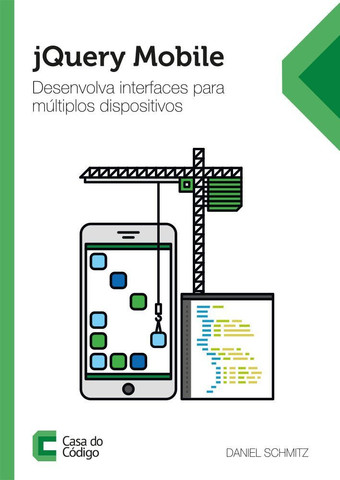 jQuery Mobile
Desenvolva interfaces para
múltiplos dispositivos
Casa do
Código
DANIEL SCHMITZ